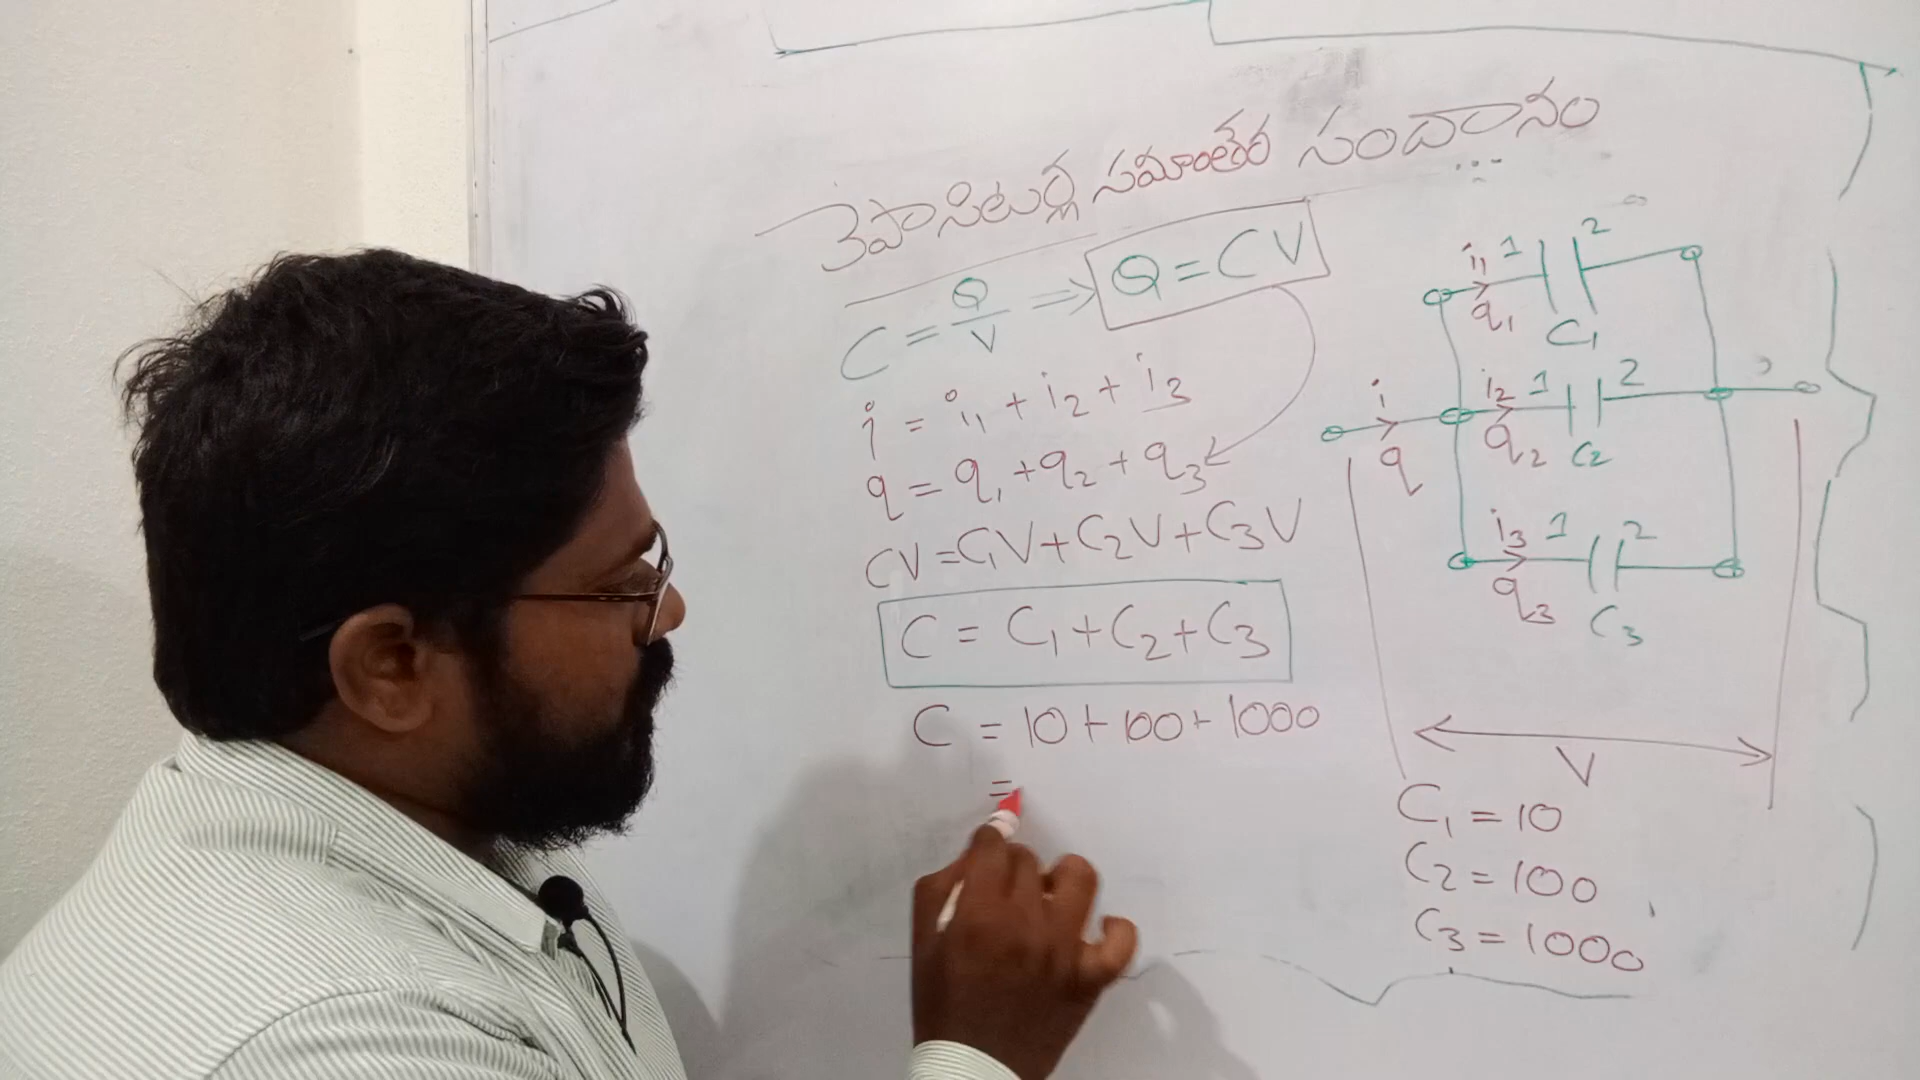 కెపాసిటర్ల సమాంతర సంధానం
C = Q/V ⇒ Q = CV
i = i₁ + i₂ + i₃
q = q₁ + q₂ + q₃
CV = C₁V + C₂V + C₃V
C = C₁ + C₂ + C₃
C = 10 + 100 + 1000
=
i₁ 1 2
q₁ C₁
i i₂ 1 2
q q₂ C₂
i₃ 1 2
q₃ C₃
V
C₁ = 10
C₂ = 100
C₃ = 1000